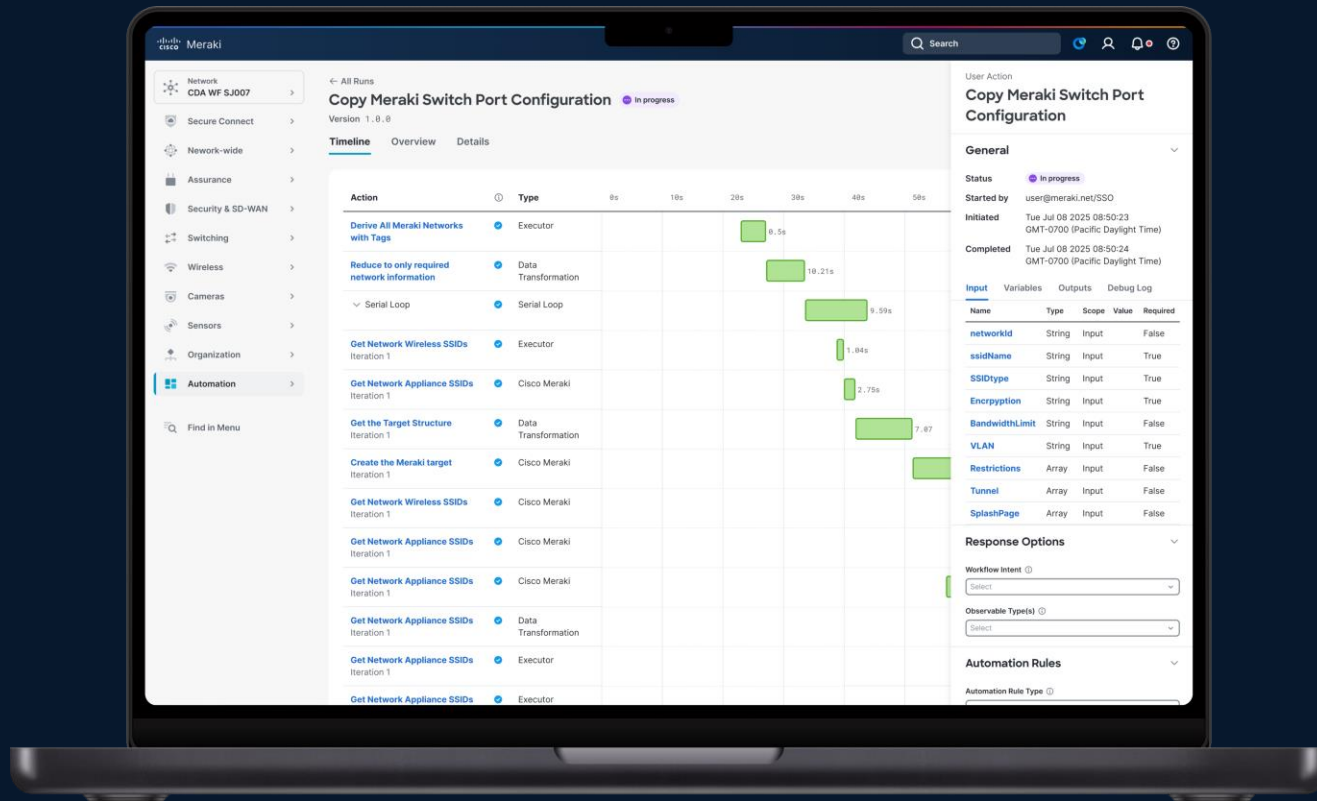 CISCO Meraki
Search
Network
CDA WF SJ007
Secure Connect
Nework-wide
Assurance
Security & SD-WAN
Switching
Wireless
Cameras
Sensors
Organization
Automation
Find in Menu
← All Runs
Copy Meraki Switch Port Configuration In progress
Version 1.0.0
Timeline Overview Details
Action Type 0s 10s 20s 30s 40s 50s
Derive All Meraki Networks Executor 0.5s
with Tags
Reduce to only required Data 10.21s
network information Transformation
Serial Loop Serial Loop 9.59s
Get Network Wireless SSIDs Executor 1.04s
Iteration 1
Get Network Appliance SSIDs Cisco Meraki 2.75s
Iteration 1
Get the Target Structure Data 7.07
Iteration 1 Transformation
Create the Meraki target Cisco Meraki
Iteration 1
Get Network Wireless SSIDs Cisco Meraki
Iteration 1
Get Network Appliance SSIDs Cisco Meraki
Iteration 1
Get Network Appliance SSIDs Cisco Meraki
Iteration 1
Get Network Appliance SSIDs Data
Iteration 1 Transformation
Get Network Appliance SSIDs Executor
Iteration 1
Get Network Appliance SSIDs Executor
User Action
Copy Meraki Switch Port
Configuration
General
Status In progress
Started by user@meraki.net/SSO
Initiated Tue Jul 08 2025 08:50:23
GMT-0700 (Pacific Daylight Time)
Completed Tue Jul 08 2025 08:50:24
GMT-0700 (Pacific Daylight Time)
Input Variables Outputs Debug Log
Name Type Scope Value Required
networkId String Input False
ssidName String Input True
SSIDtype String Input True
Encrpyption String Input True
BandwidthLimit String Input False
VLAN String Input True
Restrictions Array Input False
Tunnel Array Input False
SplashPage Array Input False
Response Options
Workflow Intent
Select
Observable Type(s)
Select
Automation Rules
Automation Rule Type